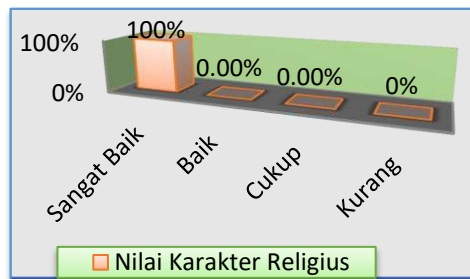 100%
0%
100%
0.00%
0.00%
0%
Sangat Baik
Baik
Cukup
Kurang
Nilai Karakter Religius